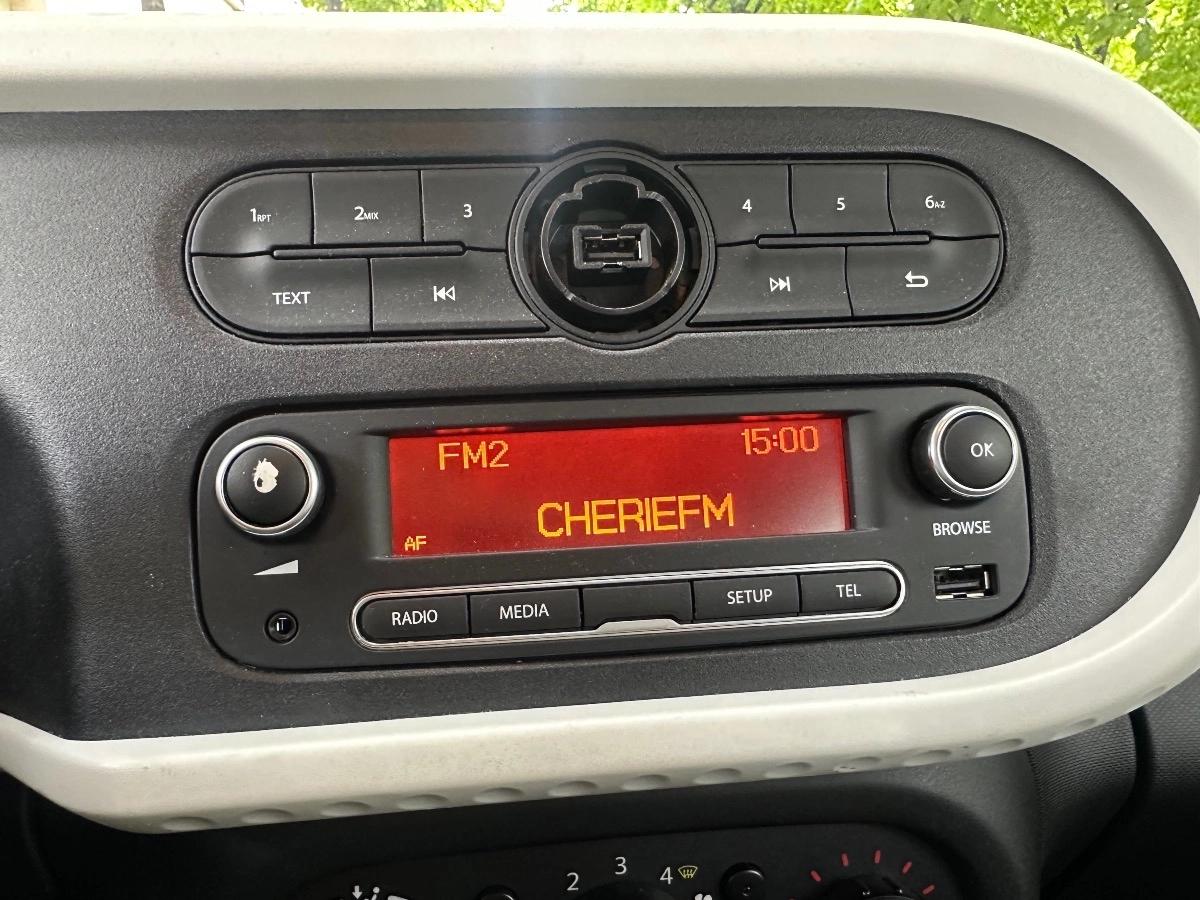 1RPT 2MIX 3 4 5 6A-Z
TEXT
FM2 15:00
CHERIEFM
AF
OK
BROWSE
RADIO MEDIA SETUP TEL
2 3 4